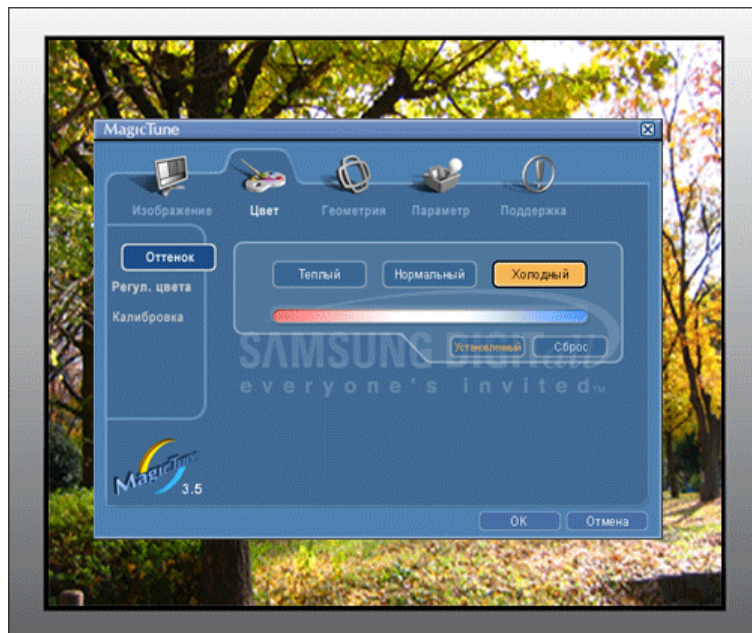 MagicTune
Изображение Цвет Геометрия Параметр Поддержка
Оттенок
Регул. цвета
Калибровка
Теплый Нормальный Холодный
Установленный Сброс
SAMSUNG DIGITall
everyone's invited™
MagicTune 3.5
OK Отмена